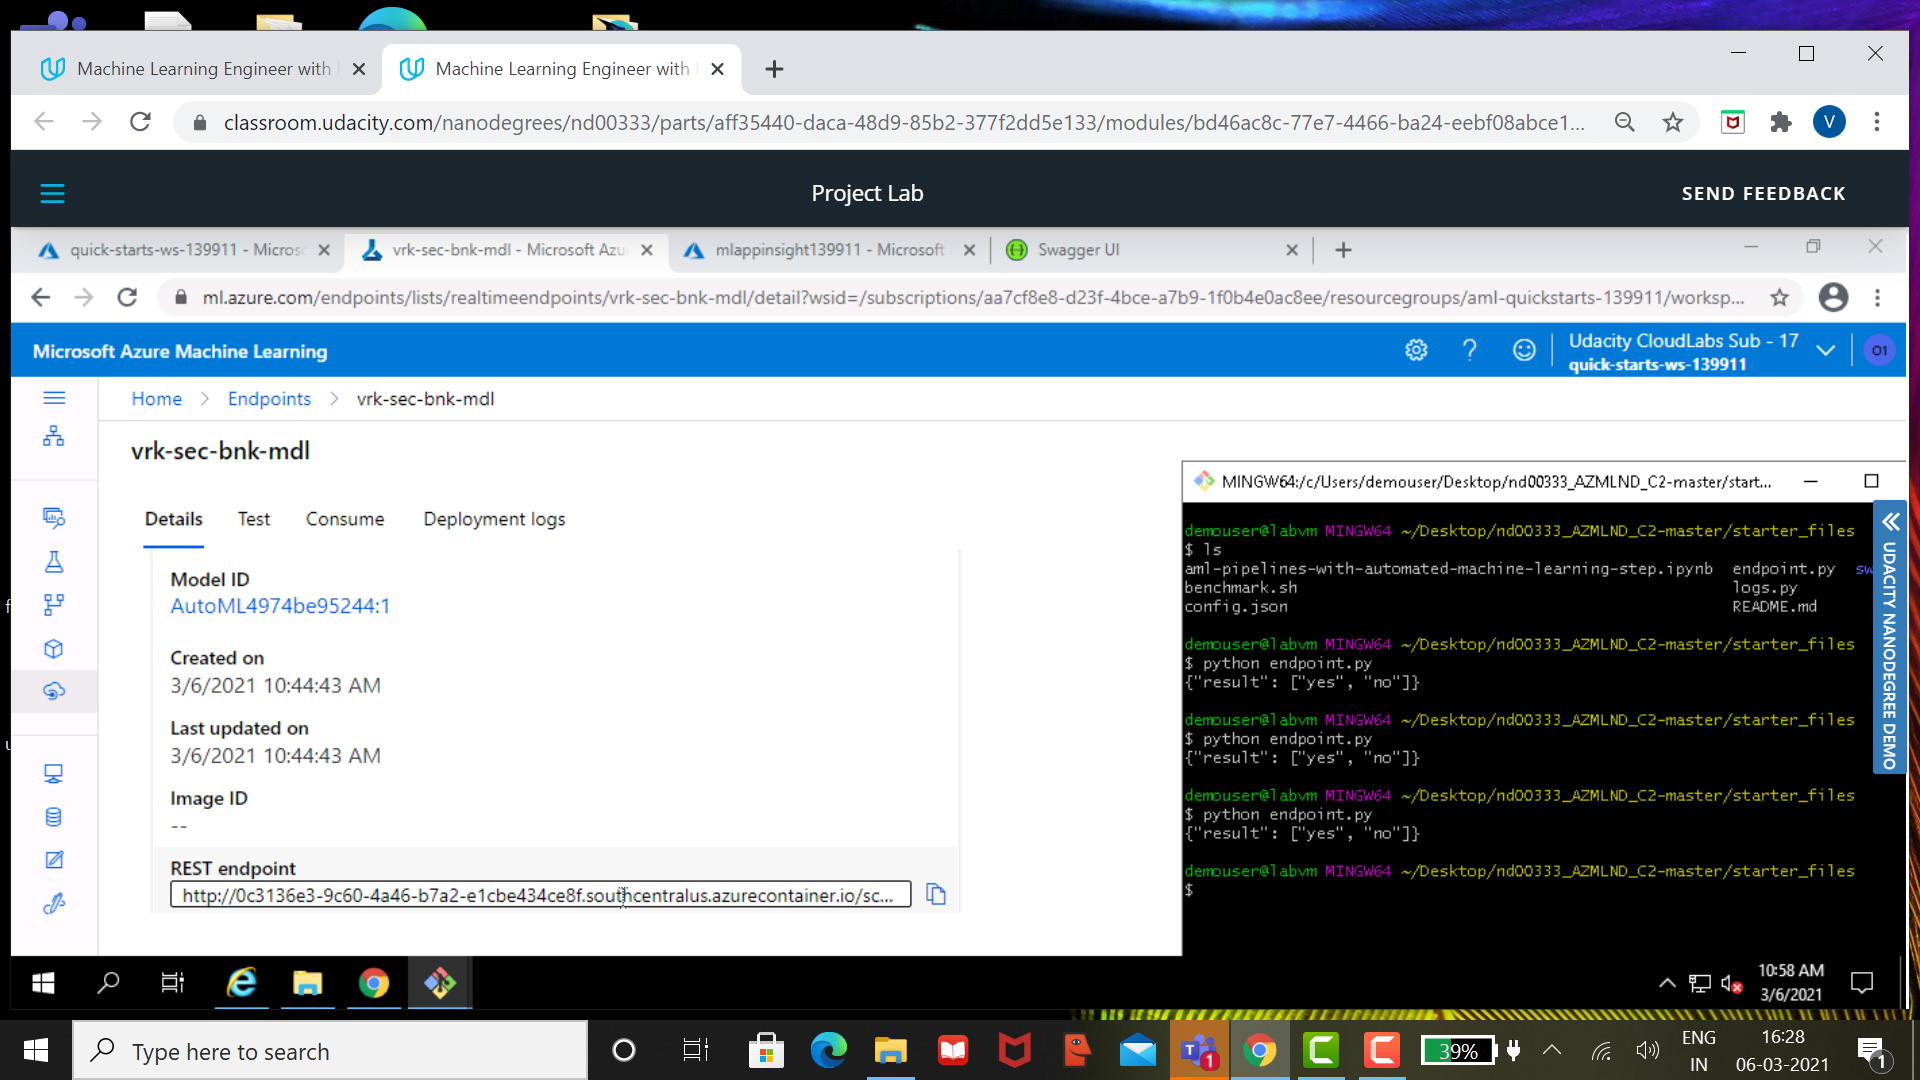 Machine Learning Engineer with
Machine Learning Engineer with
classroom.udacity.com/nanodegrees/nd00333/parts/aff35440-daca-48d9-85b2-377f2dd5e133/modules/bd46ac8c-77e7-4466-ba24-eebf08abce1...
V
Project Lab
SEND FEEDBACK
quick-starts-ws-139911 - Micros
vrk-sec-bnk-mdl - Microsoft Azu
mlappinsight139911 - Microsoft
Swagger UI
ml.azure.com/endpoints/lists/realtimeendpoints/vrk-sec-bnk-mdl/detail?wsid=/subscriptions/aa7cf8e8-d23f-4bce-a7b9-1f0b4e0ac8ee/resourcegroups/aml-quickstarts-139911/worksp...
Microsoft Azure Machine Learning
Udacity CloudLabs Sub - 17
quick-starts-ws-139911
O1
Home > Endpoints > vrk-sec-bnk-mdl
vrk-sec-bnk-mdl
Details Test Consume Deployment logs
Model ID
AutoML4974be95244:1
Created on
3/6/2021 10:44:43 AM
Last updated on
3/6/2021 10:44:43 AM
Image ID
--
REST endpoint
http://0c3136e3-9c60-4a46-b7a2-e1cbe434ce8f.southcentralus.azurecontainer.io/sc...
MINGW64:/c/Users/demouser/Desktop/nd00333_AZMLND_C2-master/start...
demouser@labvm MINGW64 ~/Desktop/nd00333_AZMLND_C2-master/starter_files
$ ls
aml-pipelines-with-automated-machine-learning-step.ipynb endpoint.py sw
benchmark.sh logs.py
config.json README.md
demouser@labvm MINGW64 ~/Desktop/nd00333_AZMLND_C2-master/starter_files
$ python endpoint.py
{"result": ["yes", "no"]}
demouser@labvm MINGW64 ~/Desktop/nd00333_AZMLND_C2-master/starter_files
$ python endpoint.py
{"result": ["yes", "no"]}
demouser@labvm MINGW64 ~/Desktop/nd00333_AZMLND_C2-master/starter_files
$ python endpoint.py
{"result": ["yes", "no"]}
demouser@labvm MINGW64 ~/Desktop/nd00333_AZMLND_C2-master/starter_files
$
UDACITY NANODEGREE DEMO
10:58 AM
3/6/2021
Type here to search
1
39%
ENG
IN
16:28
06-03-2021
1